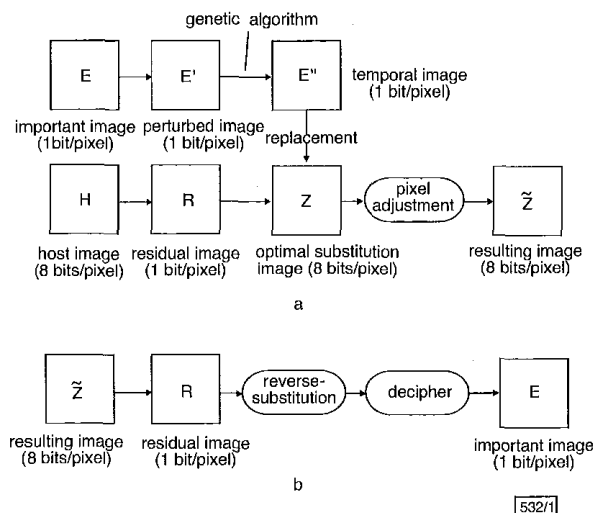 genetic algorithm
E
E'
E"
temporal image
(1 bit/pixel)
important image
(1bit/pixel)
perturbed image
(1 bit/pixel)
replacement
H
R
Z
pixel
adjustment
Z̃
host image
(8 bits/pixel)
residual image
(1 bit/pixel)
optimal substitution
image (8 bits/pixel)
resulting image
(8 bits/pixel)
a
Z̃
R
reverse-
substitution
decipher
E
resulting image
(8 bits/pixel)
residual image
(1 bit/pixel)
important image
(1 bit/pixel)
b
532/1